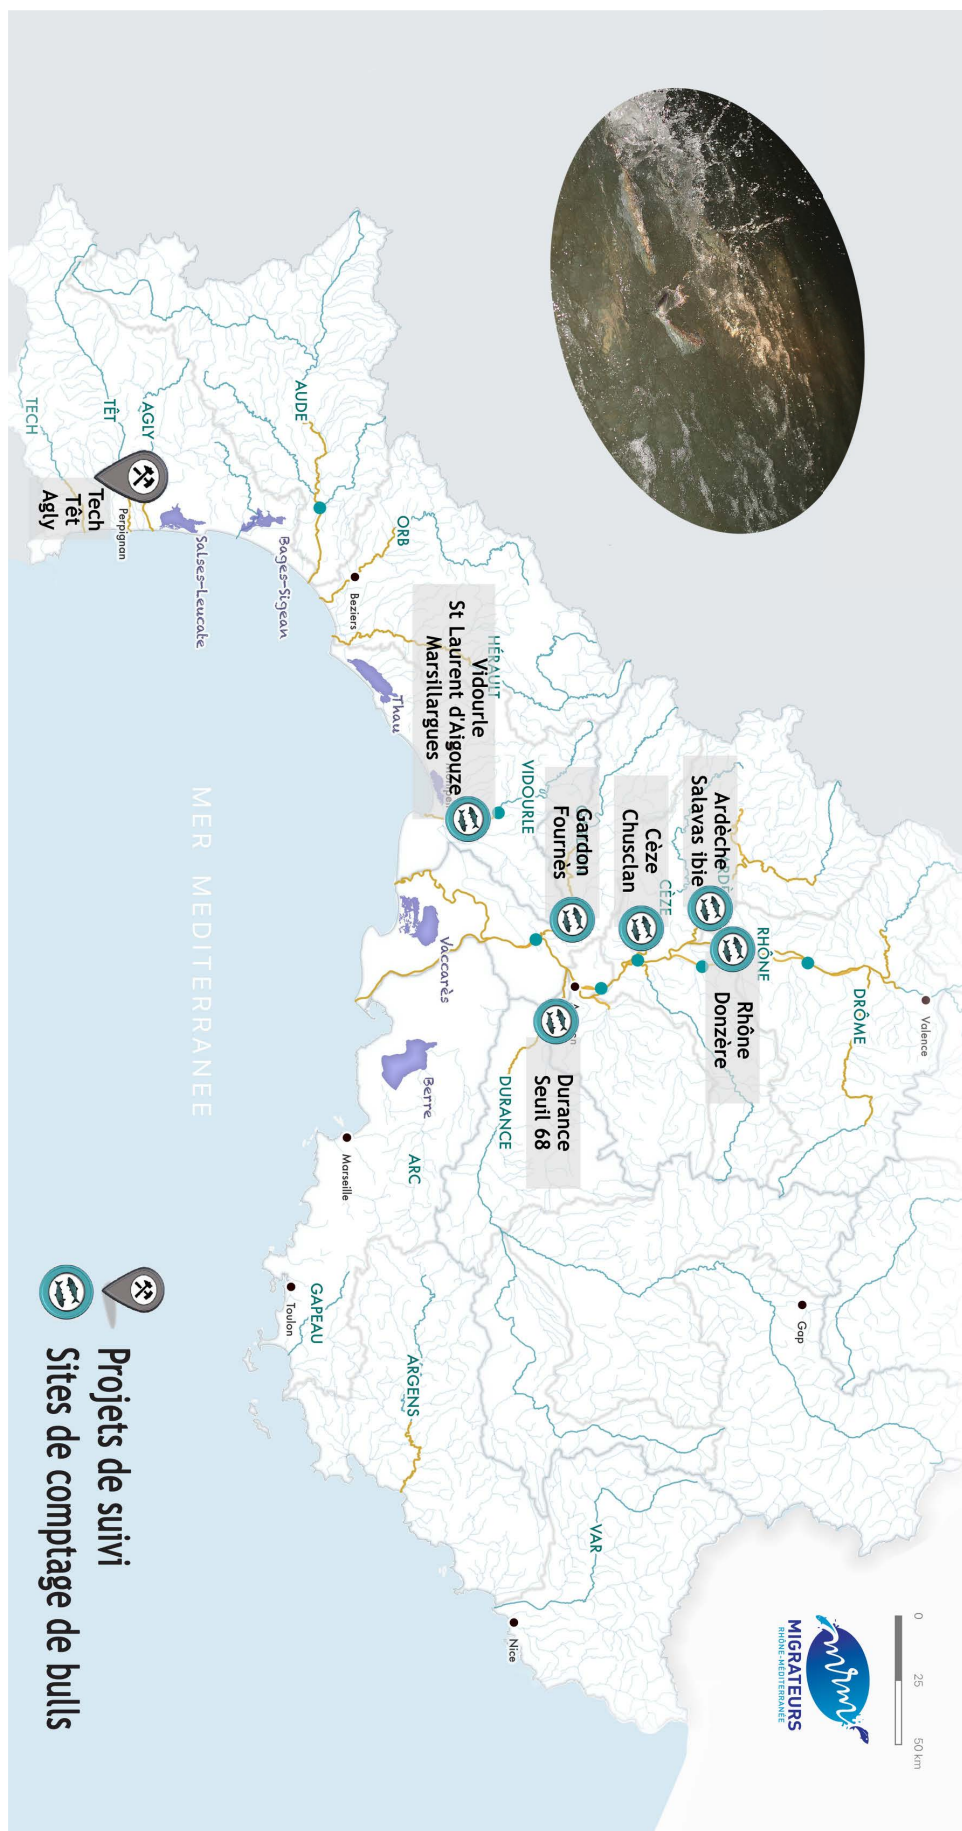 Valence
DRÔME
RHÔNE
Rhône
Donzère
Ardèche
Salavas ibie
CÈZE
Cèze
Chusclan
Gardon
Fournès
Durance
Seuil 68
DURANCE
VIDOURLE
HÉRAULT
Vidourle
St Laurent d'Aigouze
Marsillargues
ORB
Beziers
AUDE
AGLY
TÊT
TECH
Perpignan
Tech
Têt
Agly
Salses-Leucate
Bages-Sigean
Thau
Vaccarès
Berre
ARC
Marseille
GAPEAU
Toulon
ARGENS
VAR
Nice
Gap
MER MEDITERRANEE
0 25 50 km
mrm
MIGRATEURS
RHÔNE-MÉDITERRANÉE
Projets de suivi
Sites de comptage de bulls